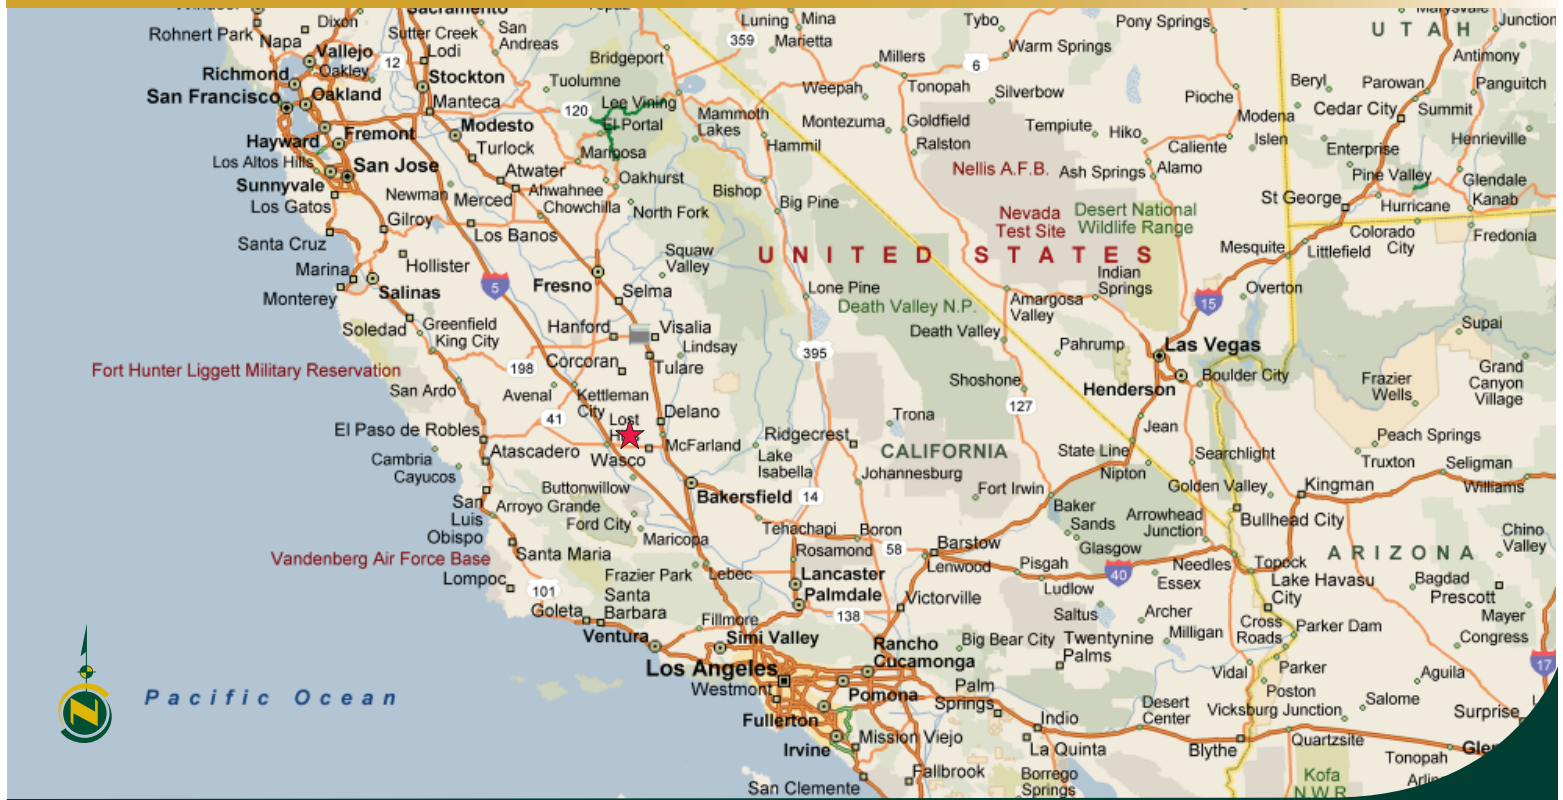 Dixon
Sacramento
Rohnert Park
Napa
Sutter Creek
San
Andreas
Vallejo
Lodi
12
Oakley
Richmond
Stockton
San Francisco
Oakland
Manteca
Hayward
Fremont
Modesto
Turlock
Los Altos Hills
San Jose
Atwater
Sunnyvale
Newman
Merced
Ahwahnee
Chowchilla
Los Gatos
Gilroy
Los Banos
Santa Cruz
Marina
Hollister
Monterey
Salinas
5
Fresno
Selma
Soledad
Greenfield
King City
Hanford
Visalia
Lindsay
Fort Hunter Liggett Military Reservation
198
Corcoran
Tulare
San Ardo
Avenal
Kettleman
City
Lost
Delano
41
El Paso de Robles
Atascadero
McFarland
Wasco
Cambria
Cayucos
Buttonwillow
Bakersfield
San
Luis
Obispo
Arroyo Grande
Ford City
Maricopa
Vandenberg Air Force Base
Santa Maria
Lompoc
101
Frazier Park
Lebec
Santa
Barbara
Goleta
Ventura
Fillmore
Simi Valley
Los Angeles
Westmont
Fullerton
Irvine
Mission Viejo
San Clemente
Fallbrook
Pomona
Rancho
Cucamonga
Tuolumne
Bridgeport
120
Lee Vining
El Portal
Mariposa
Oakhurst
North Fork
Mammoth
Lakes
Hammil
Bishop
Big Pine
Squaw
Valley
Lone Pine
395
359
Luning
Mina
Marietta
Tybo
Pony Springs
Warm Springs
Millers
6
Weepah
Tonopah
Silverbow
Montezuma
Goldfield
Ralston
Tempiute
Hiko
Pioche
Modena
Caliente
Islen
Nellis A.F.B.
Ash Springs
Alamo
Nevada
Test Site
Desert National
Wildlife Range
UNITED STATES
Indian
Springs
Death Valley N.P.
Amargosa
Valley
Death Valley
Pahrump
Shoshone
127
Las Vegas
Henderson
Boulder City
15
Overton
Mesquite
Littlefield
UTAH
Junction
Antimony
Beryl
Parowan
Panguitch
Cedar City
Summit
Henrieville
Enterprise
Pine Valley
Glendale
St George
Hurricane
Kanab
Colorado
City
Fredonia
Supai
Frazier
Wells
Grand
Canyon
Village
Peach Springs
Truxton
Seligman
Williams
Kingman
Jean
State Line
Nipton
Searchlight
Golden Valley
Bullhead City
Trona
Ridgecrest
CALIFORNIA
Lake
Isabella
Johannesburg
Fort Irwin
14
Baker
Sands
Arrowhead
Junction
Glasgow
Tehachapi
Boron
Rosamond
58
Barstow
Lenwood
Pisgah
40
Needles
Essex
Topock
Ludlow
Lancaster
Palmdale
Victorville
138
Saltus
Archer
Milligan
Big Bear City
Twentynine
Palms
ARIZONA
Chino
Valley
Bagdad
Prescott
Mayer
Congress
17
Lake Havasu
City
Cross
Roads
Parker Dam
Vidal
Parker
Poston
Aguila
Salome
Vicksburg Junction
Surprise
Palm
Springs
Indio
La Quinta
Desert
Center
Blythe
Quartzsite
Tonopah
Borrego
Springs
Kofa
N W R
Pacific Ocean
N